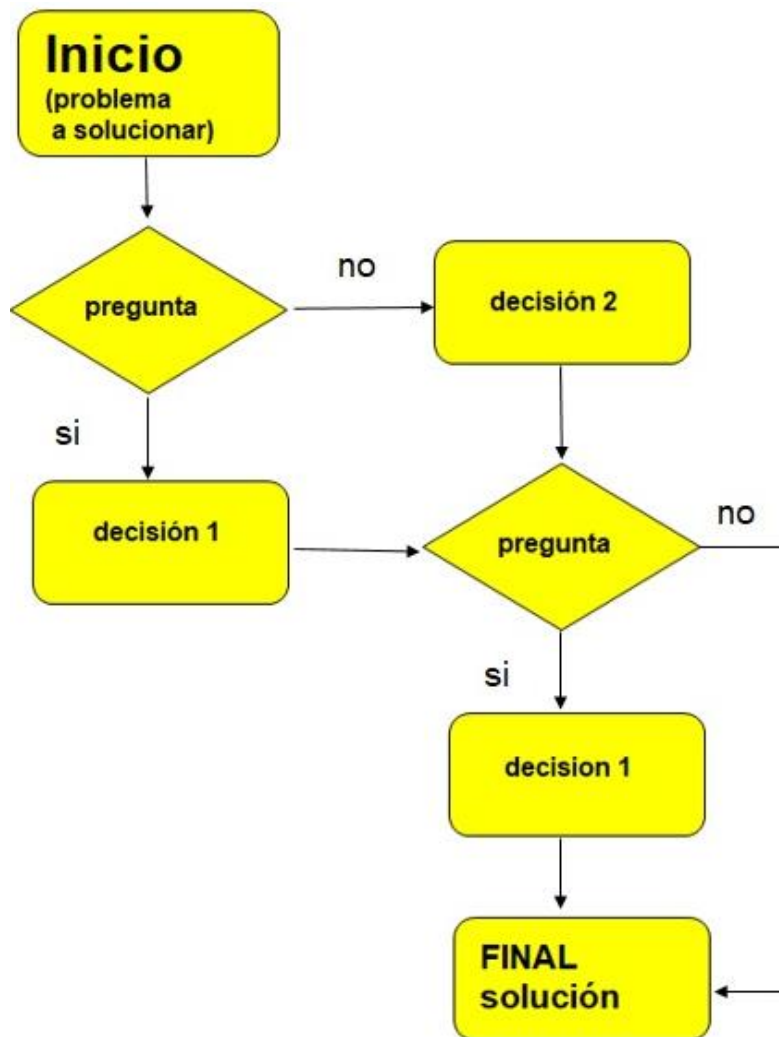 Inicio
(problema
a solucionar)
pregunta
no
decisión 2
si
decisión 1
pregunta
no
si
decision 1
FINAL
solución